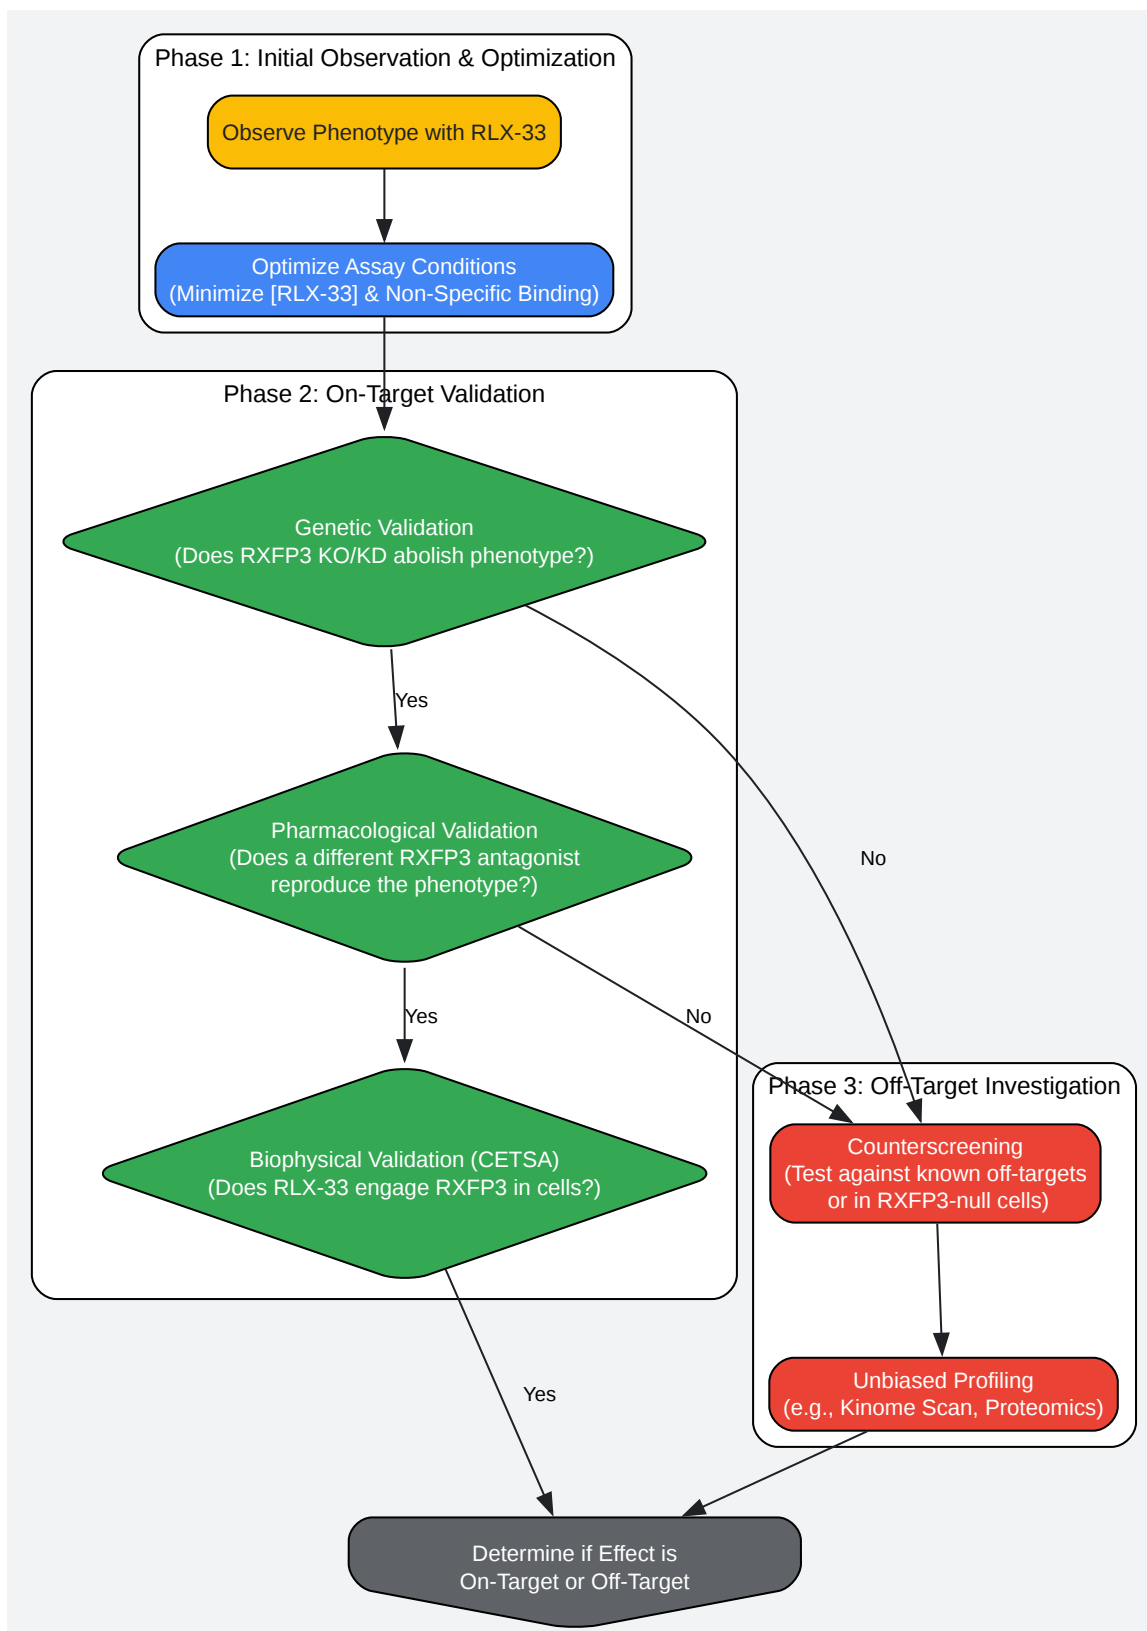 Phase 1: Initial Observation & Optimization
Observe Phenotype with RLX-33
Optimize Assay Conditions
(Minimize [RLX-33] & Non-Specific Binding)
Phase 2: On-Target Validation
Genetic Validation
(Does RXFP3 KO/KD abolish phenotype?)
Yes
No
Pharmacological Validation
(Does a different RXFP3 antagonist
reproduce the phenotype?)
Yes
No
Biophysical Validation (CETSA)
(Does RLX-33 engage RXFP3 in cells?)
Yes
Phase 3: Off-Target Investigation
Counterscreening
(Test against known off-targets
or in RXFP3-null cells)
Unbiased Profiling
(e.g., Kinome Scan, Proteomics)
Determine if Effect is
On-Target or Off-Target